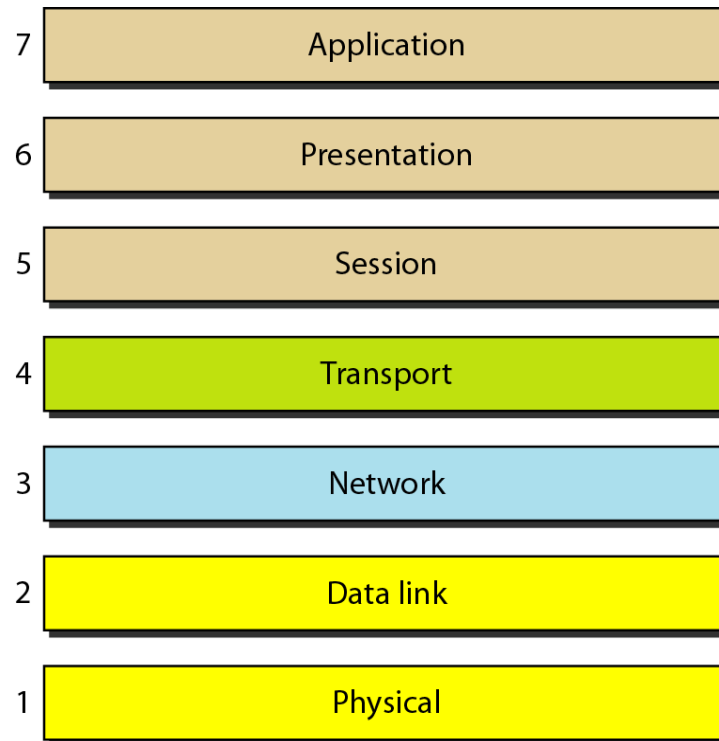 7 Application
6 Presentation
5 Session
4 Transport
3 Network
2 Data link
1 Physical